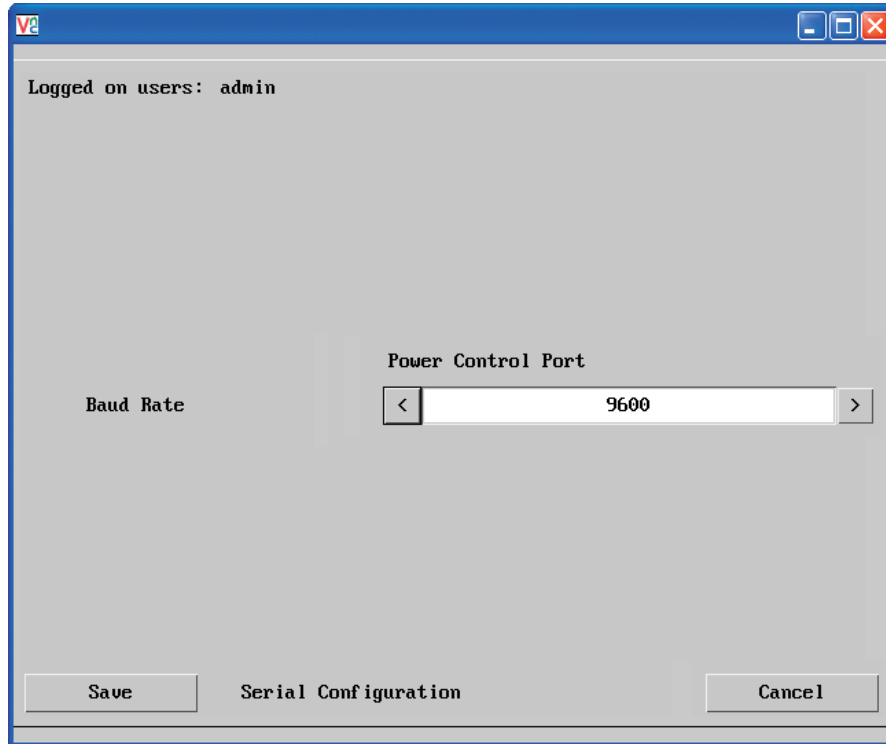 Logged on users: admin
Power Control Port
Baud Rate < 9600 >
Save Serial Configuration Cancel